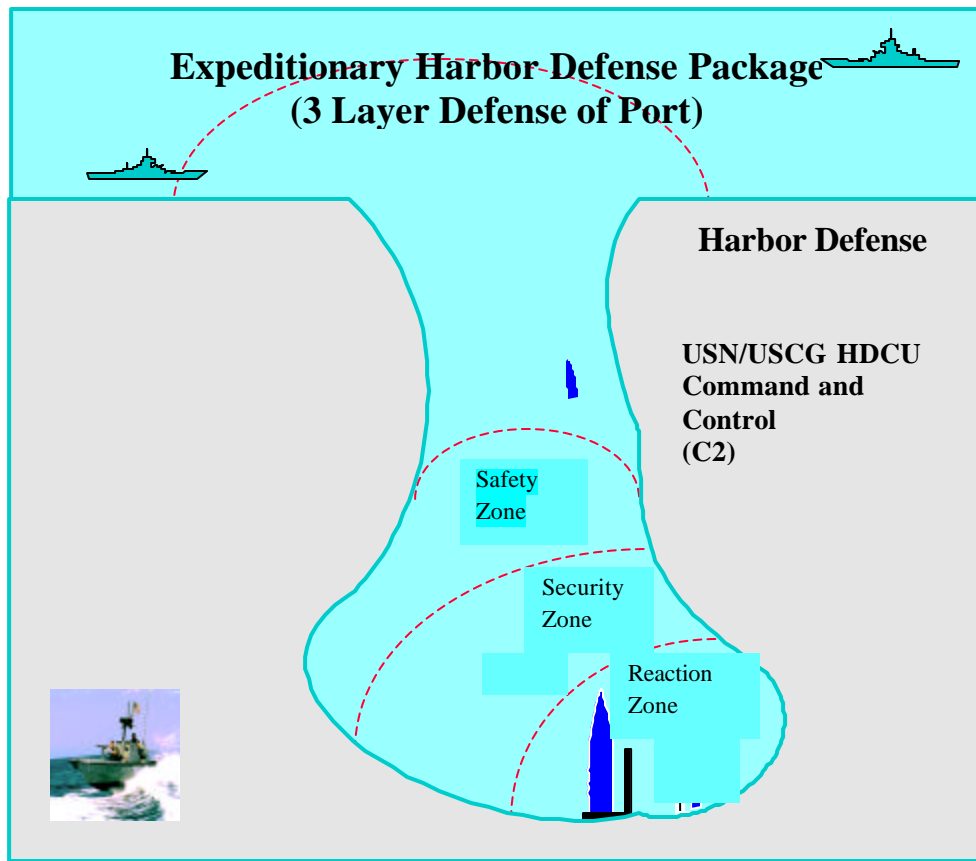 Expeditionary Harbor Defense Package
(3 Layer Defense of Port)
Harbor Defense
USN/USCG HDCU
Command and
Control
(C2)
Safety
Zone
Security
Zone
Reaction
Zone